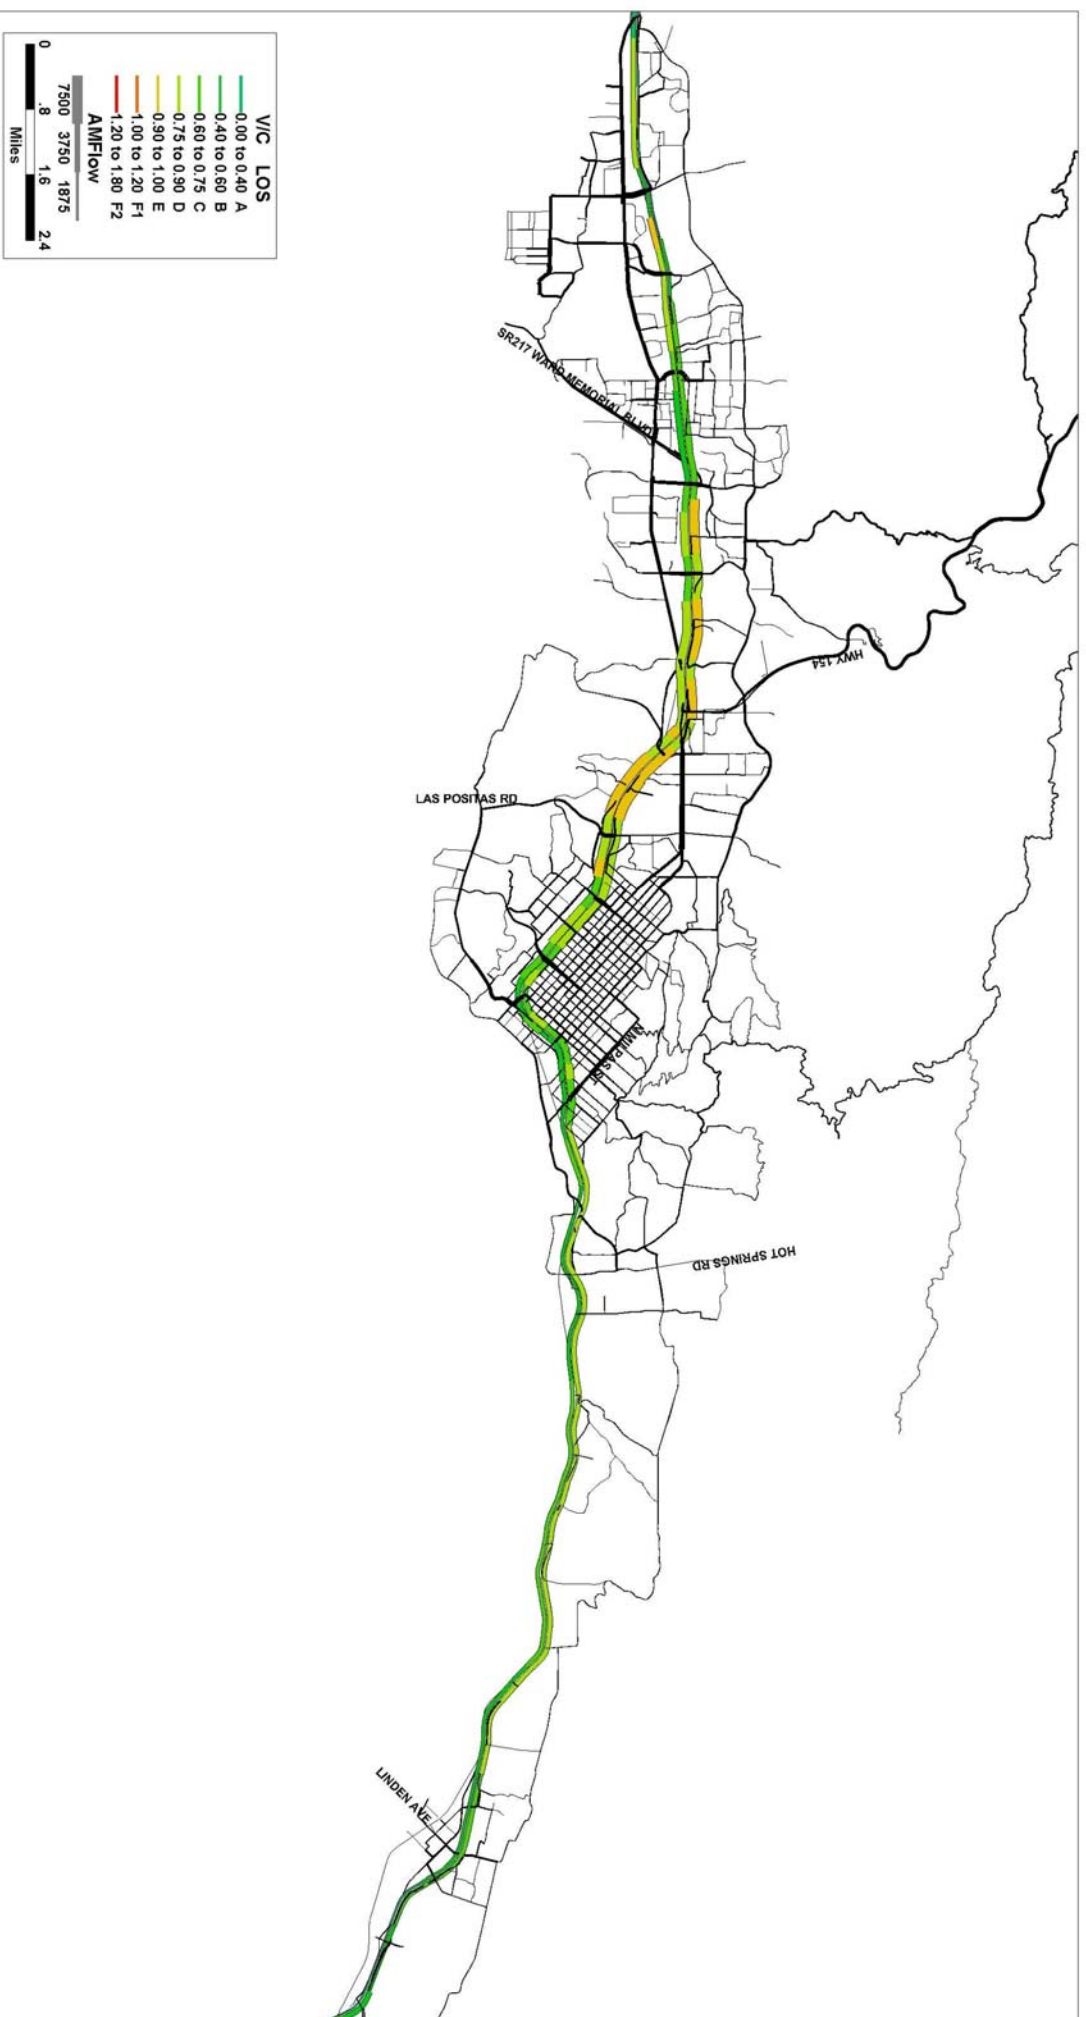 V/C LOS
0.00 to 0.40 A
0.40 to 0.60 B
0.60 to 0.75 C
0.75 to 0.90 D
0.90 to 1.00 E
1.00 to 1.20 F1
1.20 to 1.80 F2
AMFlow
7500 3750 1875
0 .8 1.6 2.4
Miles
SR217 WARD MEMORIAL BLVD
HWY 154
LAS POSITAS RD
N MILPAS ST
HOT SPRINGS RD
LINDEN AVE